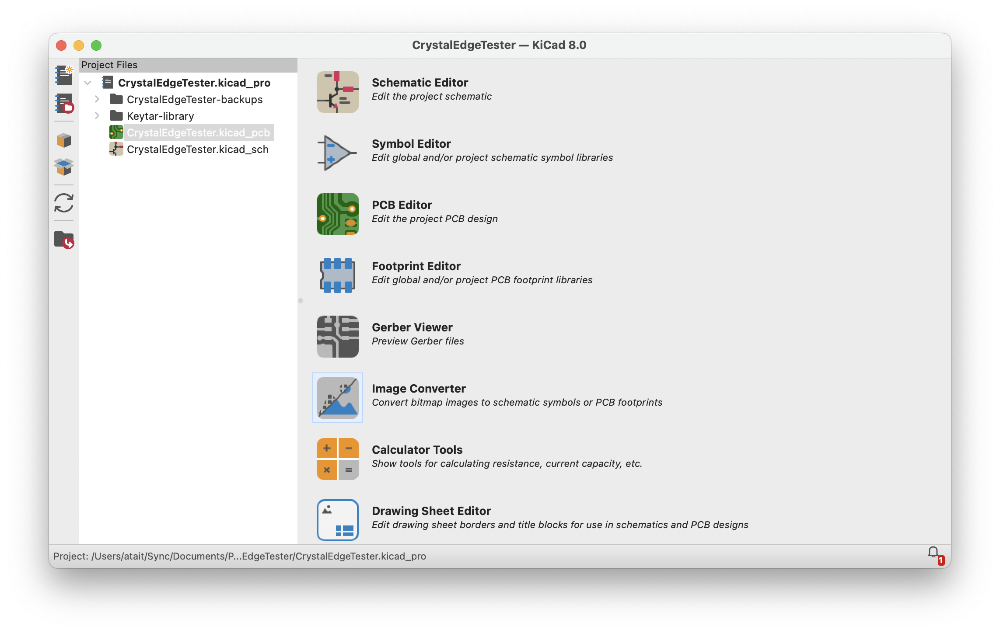 CrystalEdgeTester — KiCad 8.0
Project Files
CrystalEdgeTester.kicad_pro
CrystalEdgeTester-backups
Keytar-library
CrystalEdgeTester.kicad_pcb
CrystalEdgeTester.kicad_sch
Schematic Editor
Edit the project schematic
Symbol Editor
Edit global and/or project schematic symbol libraries
PCB Editor
Edit the project PCB design
Footprint Editor
Edit global and/or project PCB footprint libraries
Gerber Viewer
Preview Gerber files
Image Converter
Convert bitmap images to schematic symbols or PCB footprints
Calculator Tools
Show tools for calculating resistance, current capacity, etc.
Drawing Sheet Editor
Edit drawing sheet borders and title blocks for use in schematics and PCB designs
Project: /Users/atait/Sync/Documents/P...EdgeTester/CrystalEdgeTester.kicad_pro
1